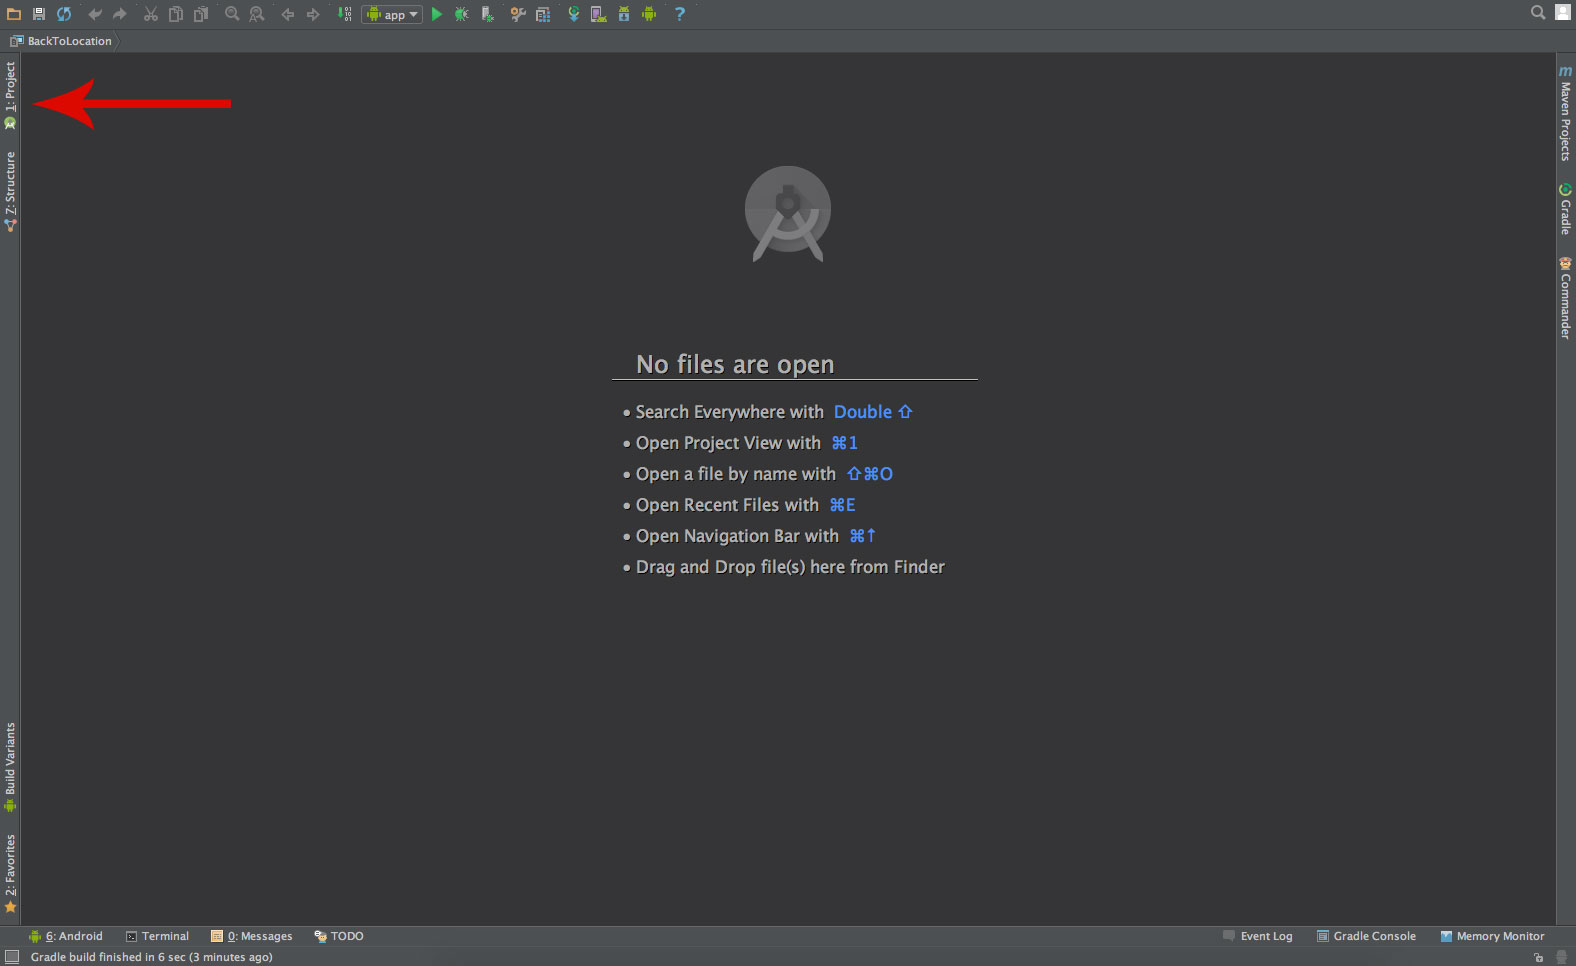 app
?
BackToLocation
1: Project
Z: Structure
Build Variants
2: Favorites
m
Maven Projects
Gradle
Commander
No files are open
• Search Everywhere with Double ⇧
• Open Project View with ⌘1
• Open a file by name with ⇧⌘O
• Open Recent Files with ⌘E
• Open Navigation Bar with ⌘↑
• Drag and Drop file(s) here from Finder
6: Android Terminal 0: Messages TODO Event Log Gradle Console Memory Monitor
Gradle build finished in 6 sec (3 minutes ago)